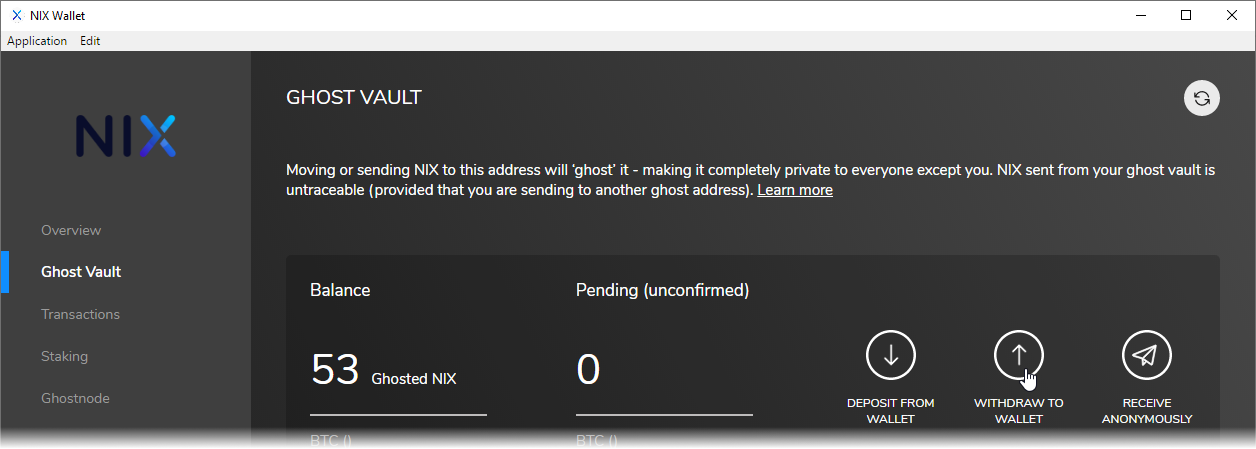 NIX Wallet
Application Edit
NIX
GHOST VAULT
Moving or sending NIX to this address will ‘ghost’ it - making it completely private to everyone except you. NIX sent from your ghost vault is
untraceable (provided that you are sending to another ghost address). Learn more
Overview
Ghost Vault
Transactions
Staking
Ghostnode
Balance
Pending (unconfirmed)
53 Ghosted NIX
0
DEPOSIT FROM
WALLET
WITHDRAW TO
WALLET
RECEIVE
ANONYMOUSLY
BTC ()
BTC ()